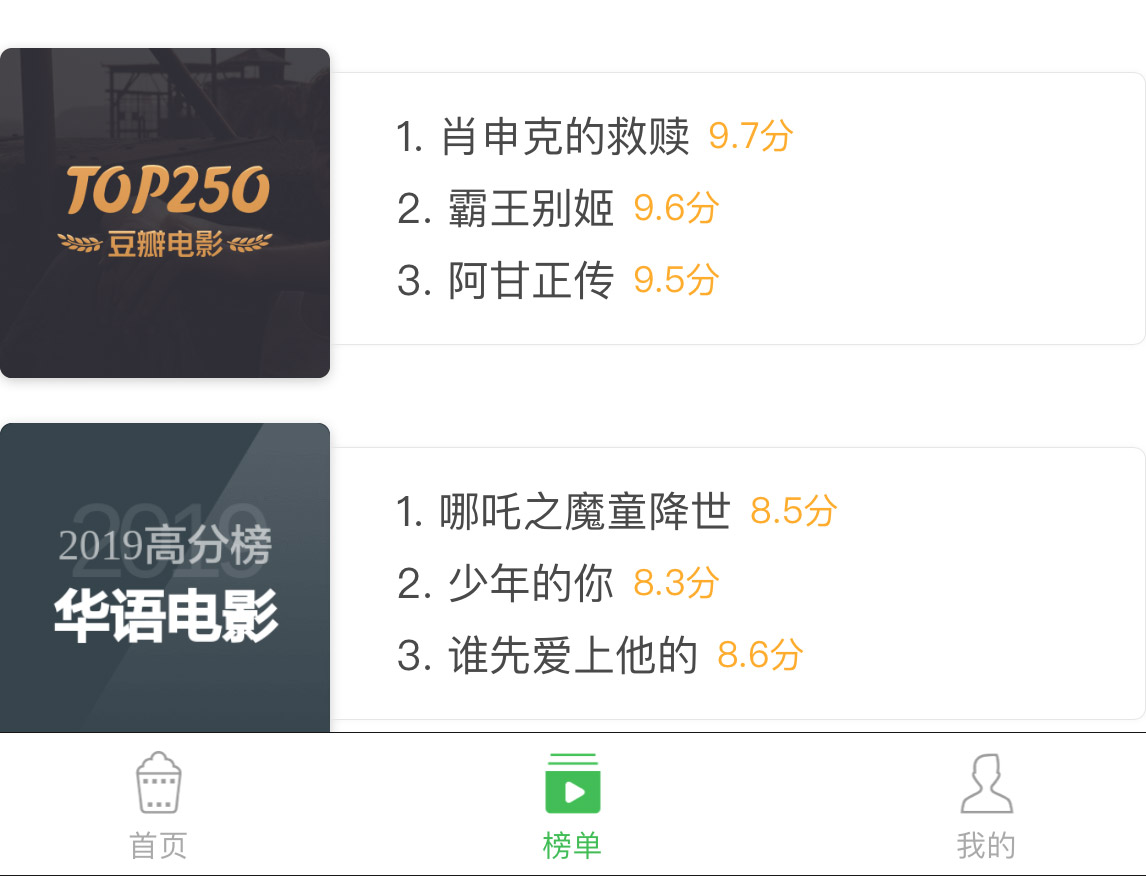 TOP250
豆瓣电影
1. 肖申克的救赎 9.7分
2. 霸王别姬 9.6分
3. 阿甘正传 9.5分
2019
2019高分榜
华语电影
1. 哪吒之魔童降世 8.5分
2. 少年的你 8.3分
3. 谁先爱上他的 8.6分
首页
榜单
我的